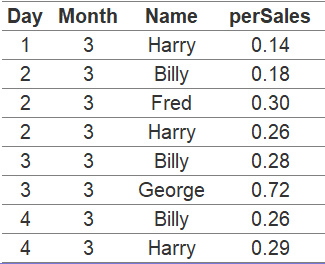 Day Month Name perSales
1 3 Harry 0.14
2 3 Billy 0.18
2 3 Fred 0.30
2 3 Harry 0.26
3 3 Billy 0.28
3 3 George 0.72
4 3 Billy 0.26
4 3 Harry 0.29